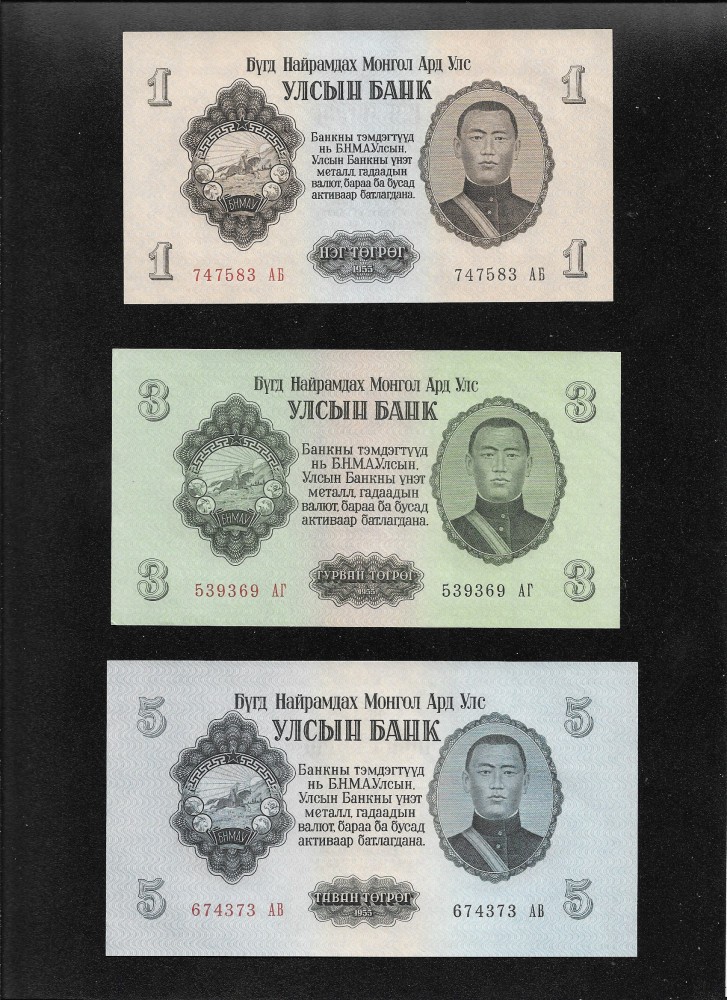 1 1
Бүгд Найрамдах Монгол Ард Улс
УЛСЫН БАНК
Банкны тэмдэгтүүд
нь Б.Н.М.А.Улсын,
Улсын Банкны үнэт
металл, гадаадын
валют, бараа ба бусад
активаар батлагдана.
БНМАУ
НЭГ ТӨГРӨГ
1955
1 1
747583 АБ 747583 АБ
3 3
Бүгд Найрамдах Монгол Ард Улс
УЛСЫН БАНК
Банкны тэмдэгтүүд
нь Б.Н.М.А.Улсын,
Улсын Банкны үнэт
металл, гадаадын
валют, бараа ба бусад
активаар батлагдана.
БНМАУ
ГУРВАН ТӨГРӨГ
1955
3 3
539369 АГ 539369 АГ
5 5
Бүгд Найрамдах Монгол Ард Улс
УЛСЫН БАНК
Банкны тэмдэгтүүд
нь Б.Н.М.А.Улсын,
Улсын Банкны үнэт
металл, гадаадын
валют, бараа ба бусад
активаар батлагдана.
БНМАУ
ТАВАН ТӨГРӨГ
1955
5 5
674373 АВ 674373 АВ